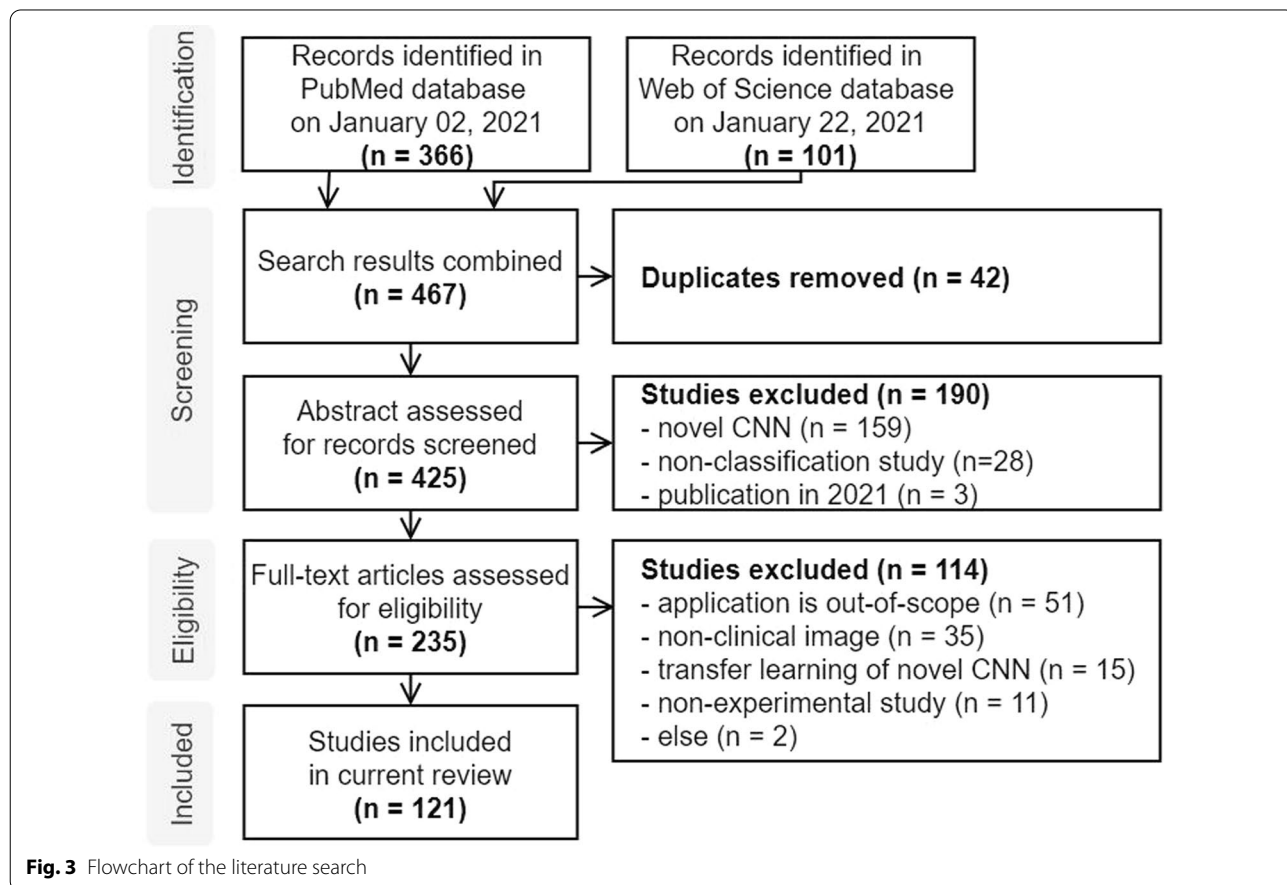 Identification
Records identified in
PubMed database
on January 02, 2021
(n = 366)
Records identified in
Web of Science database
on January 22, 2021
(n = 101)
Screening
Search results combined
(n = 467)
Duplicates removed (n = 42)
Abstract assessed
for records screened
(n = 425)
Studies excluded (n = 190)
- novel CNN (n = 159)
- non-classification study (n=28)
- publication in 2021 (n = 3)
Eligibility
Full-text articles assessed
for eligibility
(n = 235)
Studies excluded (n = 114)
- application is out-of-scope (n = 51)
- non-clinical image (n = 35)
- transfer learning of novel CNN (n = 15)
- non-experimental study (n = 11)
- else (n = 2)
Included
Studies included
in current review
(n = 121)
Fig. 3 Flowchart of the literature search